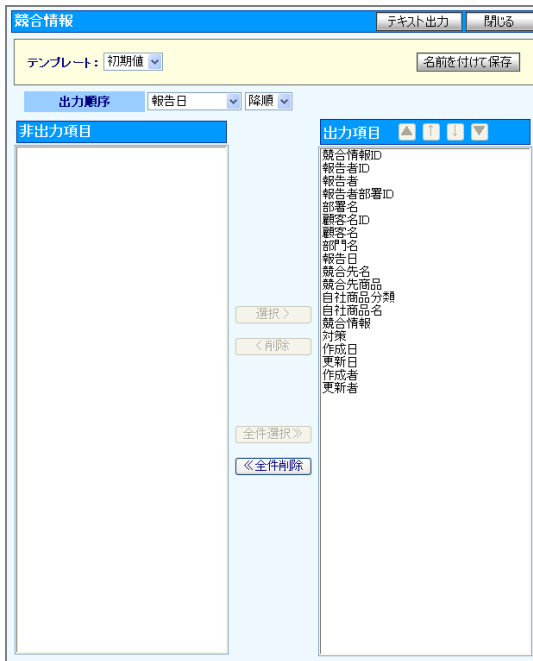 競合情報 テキスト出力 閉じる
テンプレート： 初期値 名前を付けて保存
出力順序 報告日 降順
非出力項目 出力項目
競合情報ID
報告者ID
報告者
報告者部署ID
部署名
顧客名ID
顧客名
部門名
報告日
競合先名
競合先商品
自社商品分類
自社商品名
競合情報
対策
作成日
更新日
作成者
更新者
選択＞
＜削除
全件選択≫
≪全件削除